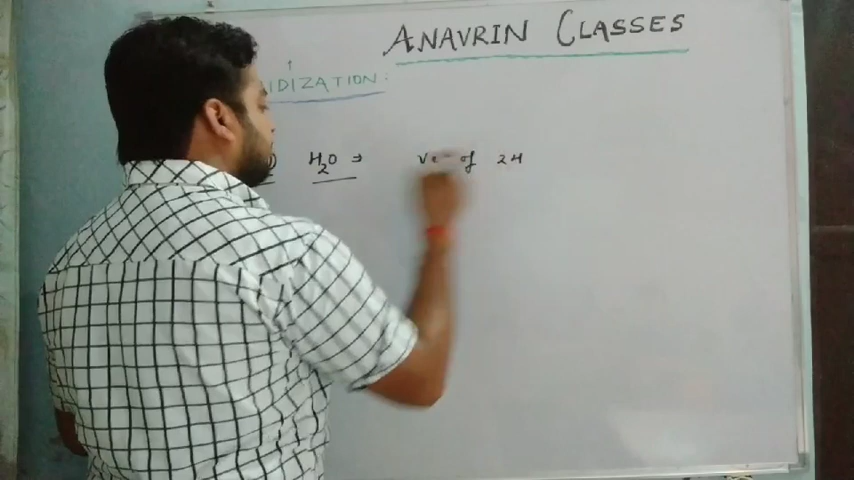 ANAVRIN CLASSES
IDIZATION:
H2O ⇒ Ve- of 2H